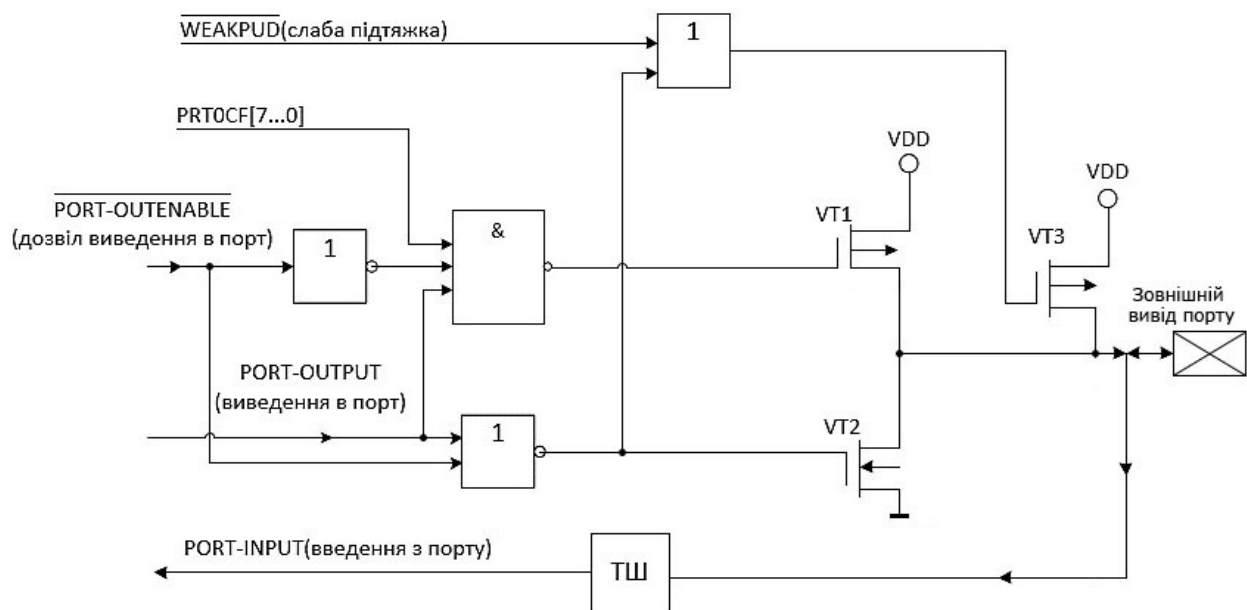 WEAKPUD(слаба підтяжка)
1
PRT0CF[7...0]
VDD
VDD
PORT-OUTENABLE
(дозвіл виведення в порт)
1
&
VT1
VT3
Зовнішній
вивід порту
PORT-OUTPUT
(виведення в порт)
1
VT2
PORT-INPUT(введення з порту)
ТШ